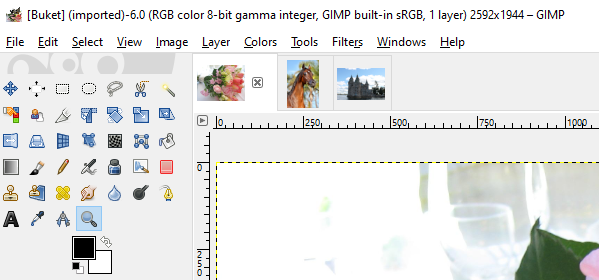 [Buket] (imported)-6.0 (RGB color 8-bit gamma integer, GIMP built-in sRGB, 1 layer) 2592x1944 – GIMP
File Edit Select View Image Layer Colors Tools Filters Windows Help
0 250 500 750 1000
0
2
5
0
A